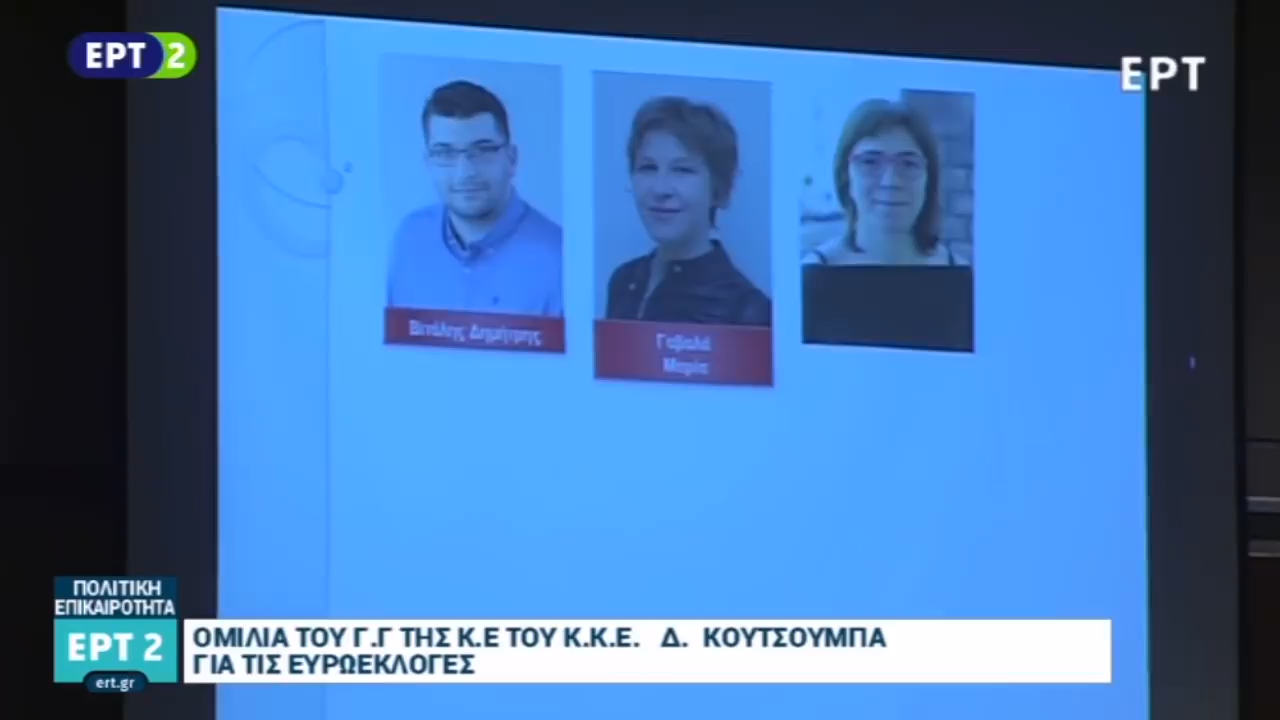 ΕΡΤ 2
ΕΡΤ
Βιτάλης Δημήτρης
Γαβαλά
Μαρία
ΠΟΛΙΤΙΚΗ
ΕΠΙΚΑΙΡΟΤΗΤΑ
ΕΡΤ 2
ert.gr
ΟΜΙΛΙΑ ΤΟΥ Γ.Γ ΤΗΣ Κ.Ε ΤΟΥ Κ.Κ.Ε. Δ. ΚΟΥΤΣΟΥΜΠΑ
ΓΙΑ ΤΙΣ ΕΥΡΩΕΚΛΟΓΕΣ